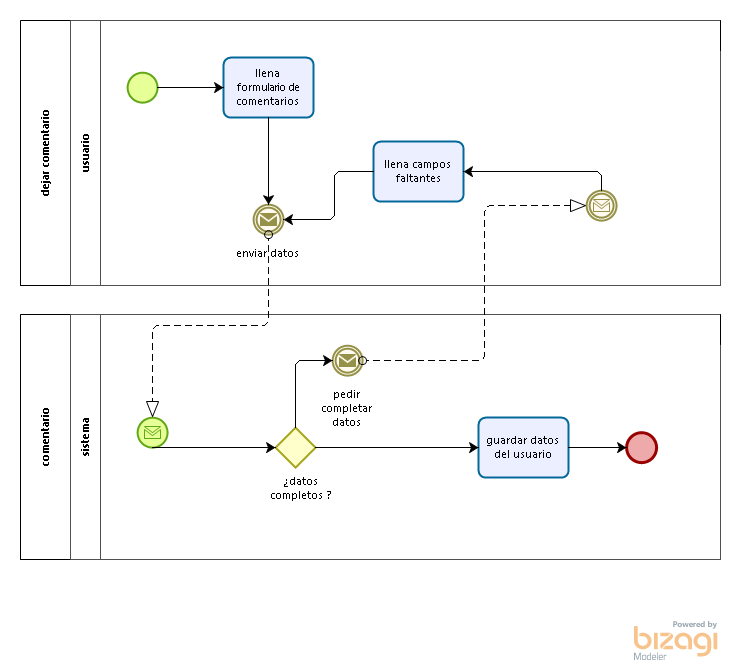 dejar comentario
usuario
llena
formulario de
comentarios
llena campos
faltantes
enviar datos
comentario
sistema
pedir
completar
datos
¿datos
completos ?
guardar datos
del usuario
Powered by
bizagi
Modeler